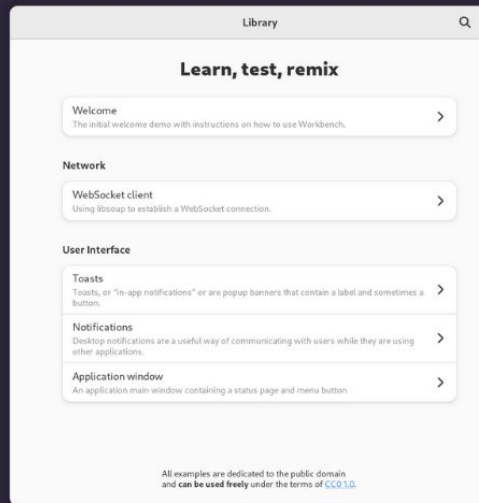 Library
Learn, test, remix
Welcome
The initial welcome demo with instructions on how to use Workbench.
Network
WebSocket client
Using libsoup to establish a WebSocket connection.
User Interface
Toasts
Toasts, or "in-app notifications" or are popup banners that contain a label and sometimes a
button.
Notifications
Desktop notifications are a useful way of communicating with users while they are using
other applications.
Application window
An application main window containing a status page and menu button
All examples are dedicated to the public domain
and can be used freely under the terms of CC0 1.0.